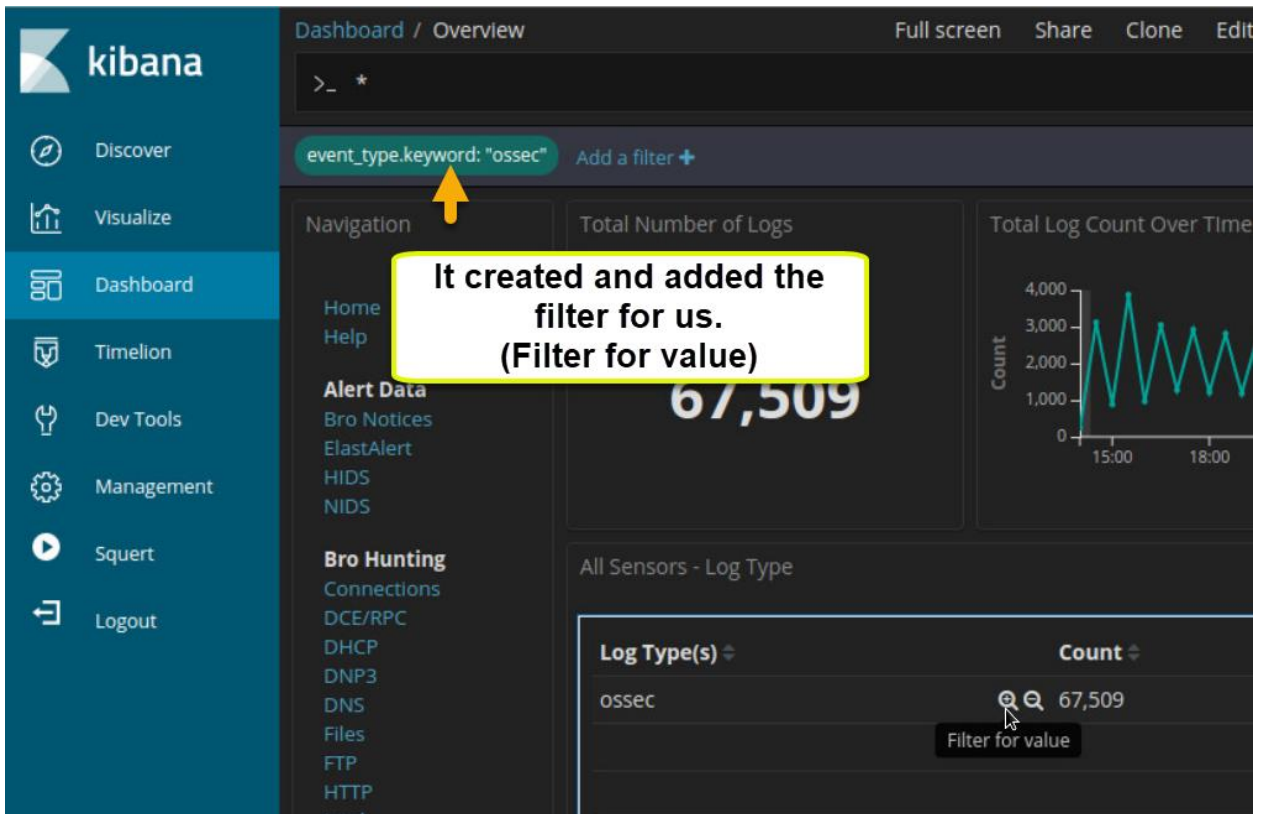 kibana
Discover
Visualize
Dashboard
Timelion
Dev Tools
Management
Squert
Logout
Dashboard / Overview
Full screen Share Clone Edit
>_ *
event_type.keyword: "ossec" Add a filter +
Navigation
Home
Help
Alert Data
Bro Notices
ElastAlert
HIDS
NIDS
Bro Hunting
Connections
DCE/RPC
DHCP
DNP3
DNS
Files
FTP
HTTP
It created and added the
filter for us.
(Filter for value)
Total Number of Logs
67,509
Total Log Count Over TIme
Count
4,000
3,000
2,000
1,000
0
15:00 18:00
All Sensors - Log Type
Log Type(s) Count
ossec 67,509
Filter for value